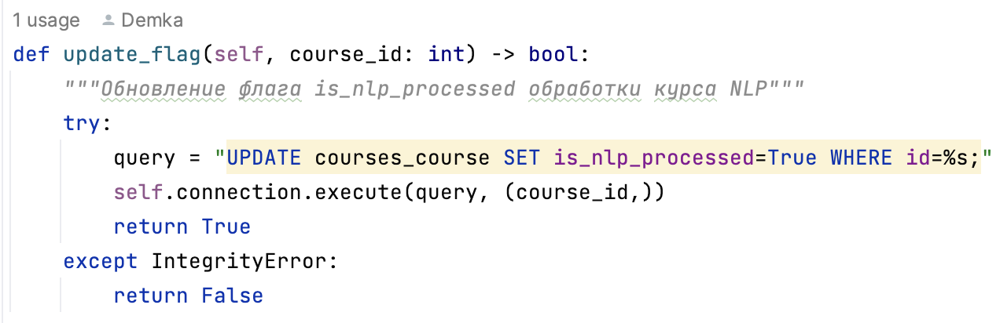 1 usage Demka
def update_flag(self, course_id: int) -> bool:
"""Обновление флага is_nlp_processed обработки курса NLP"""
try:
query = "UPDATE courses_course SET is_nlp_processed=True WHERE id=%s;"
self.connection.execute(query, (course_id,))
return True
except IntegrityError:
return False